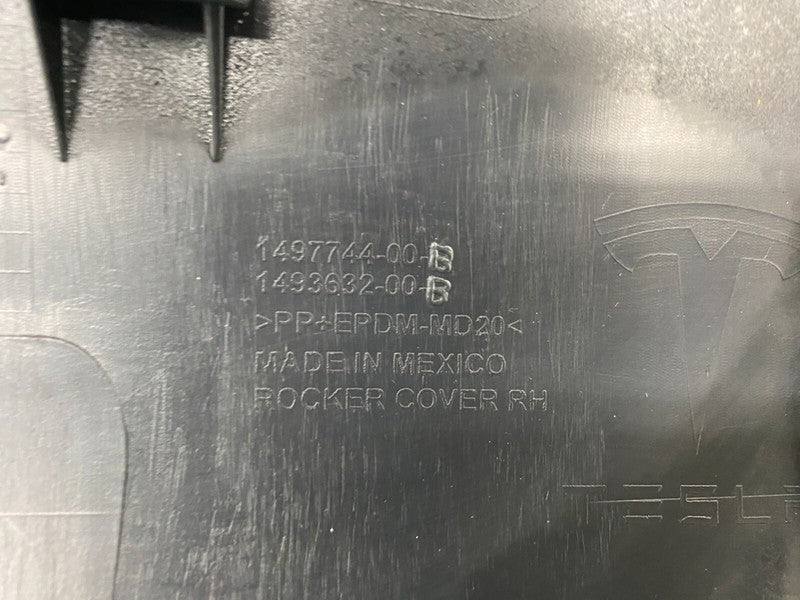 1497744-00-B
1493632-00-B
>PP+EPDM-MD20<
MADE IN MEXICO
ROCKER COVER RH
TESLA